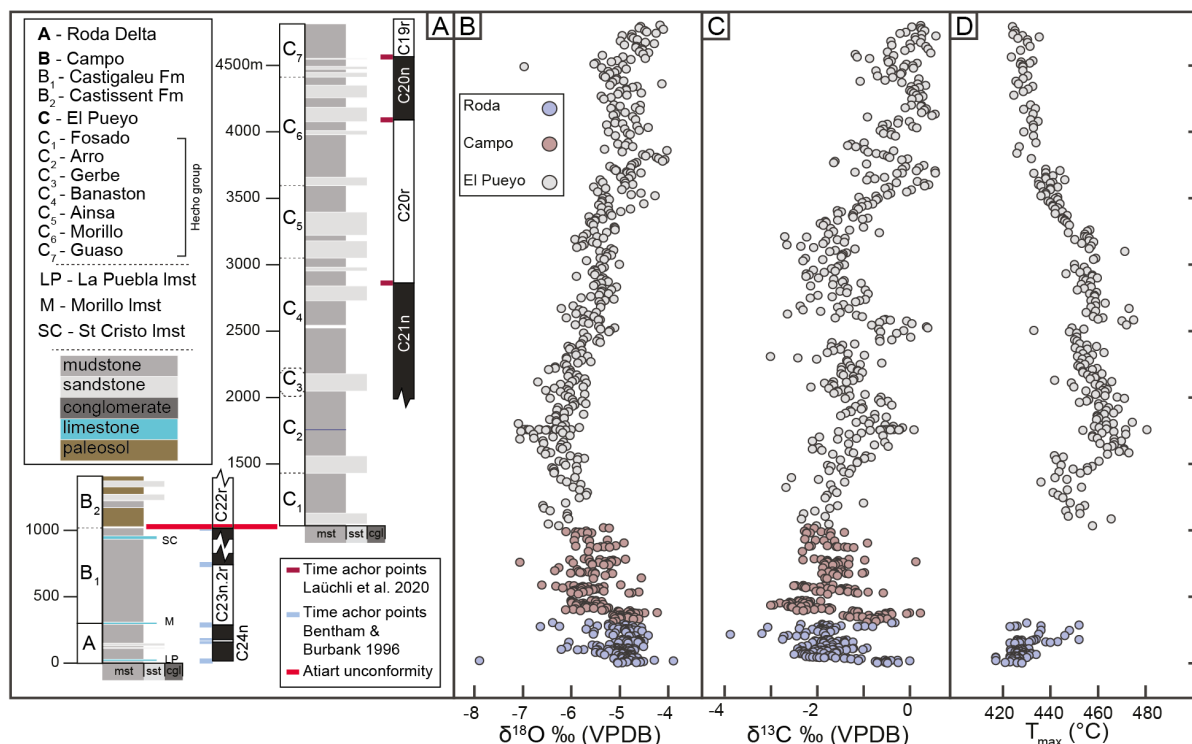 A - Roda Delta
B - Campo
B1 - Castigaleu Fm
B2 - Castissent Fm
C - El Pueyo
C1 - Fosado
C2 - Arro
C3 - Gerbe
C4 - Banaston
C5 - Ainsa
C6 - Morillo
C7 - Guaso
Hecho group
LP - La Puebla lmst
M - Morillo lmst
SC - St Cristo lmst
mudstone
sandstone
conglomerate
limestone
paleosol
B2
B1
A
1000
500
0
SC
M
LP
mst sst cgl
C22r
C23n.2r
C24n
4500m
4000
3500
3000
2500
2000
1500
C7
C6
C5
C4
C3
C2
C1
mst sst cgl
C19r
C20n
C20r
C21n
Time achor points
Laüchli et al. 2020
Time achor points
Bentham &
Burbank 1996
Atiart unconformity
A
B
Roda
Campo
El Pueyo
-8 -7 -6 -5 -4
δ18O ‰ (VPDB)
C
-4 -2 0
δ13C ‰ (VPDB)
D
420 440 460 480
Tmax (°C)